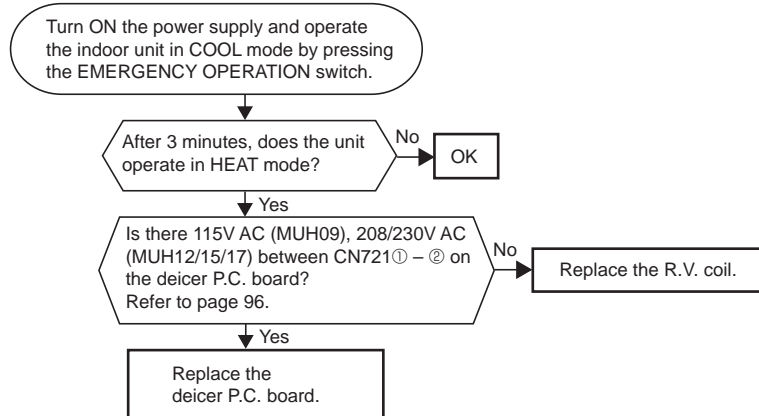 Turn ON the power supply and operate
the indoor unit in COOL mode by pressing
the EMERGENCY OPERATION switch.
After 3 minutes, does the unit
operate in HEAT mode?
No
OK
Yes
Is there 115V AC (MUH09), 208/230V AC
(MUH12/15/17) between CN721① – ② on
the deicer P.C. board?
Refer to page 96.
No
Replace the R.V. coil.
Yes
Replace the
deicer P.C. board.